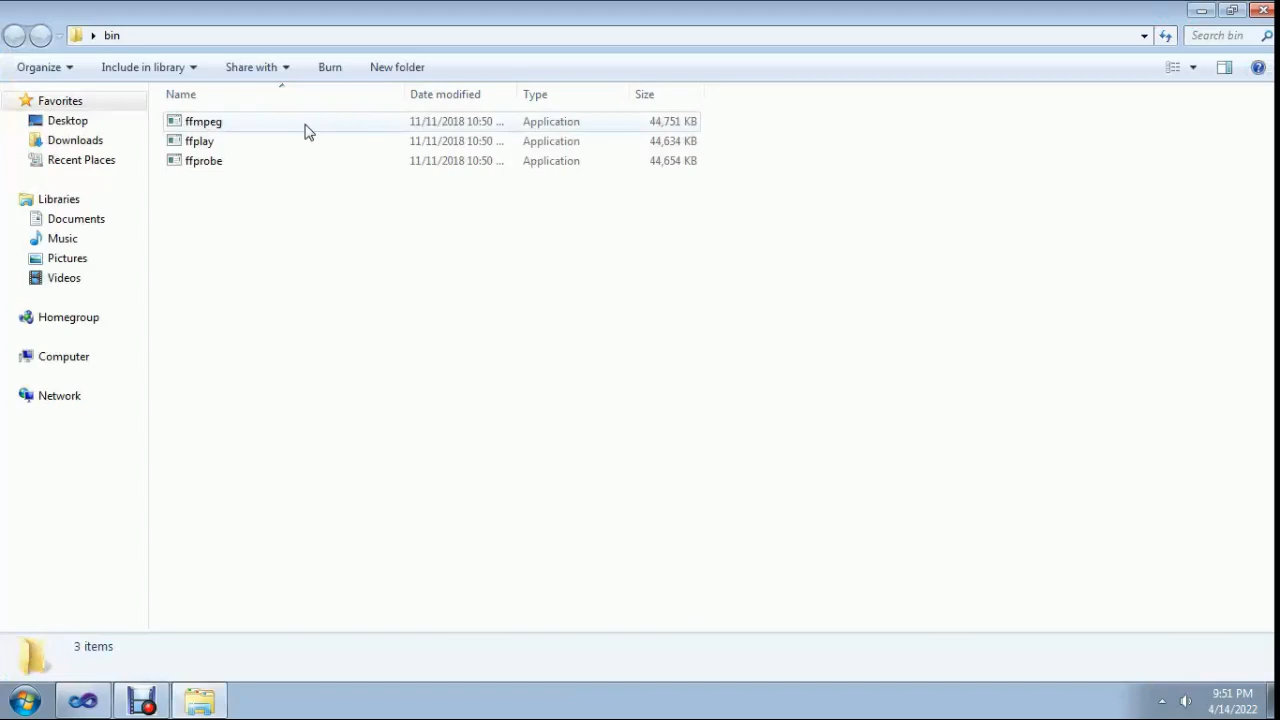 bin
Search bin
Organize Include in library Share with Burn New folder
Name Date modified Type Size
Favorites
Desktop
Downloads
Recent Places
Libraries
Documents
Music
Pictures
Videos
Homegroup
Computer
Network
ffmpeg 11/11/2018 10:50 ... Application 44,751 KB
ffplay 11/11/2018 10:50 ... Application 44,634 KB
ffprobe 11/11/2018 10:50 ... Application 44,654 KB
3 items
9:51 PM
4/14/2022